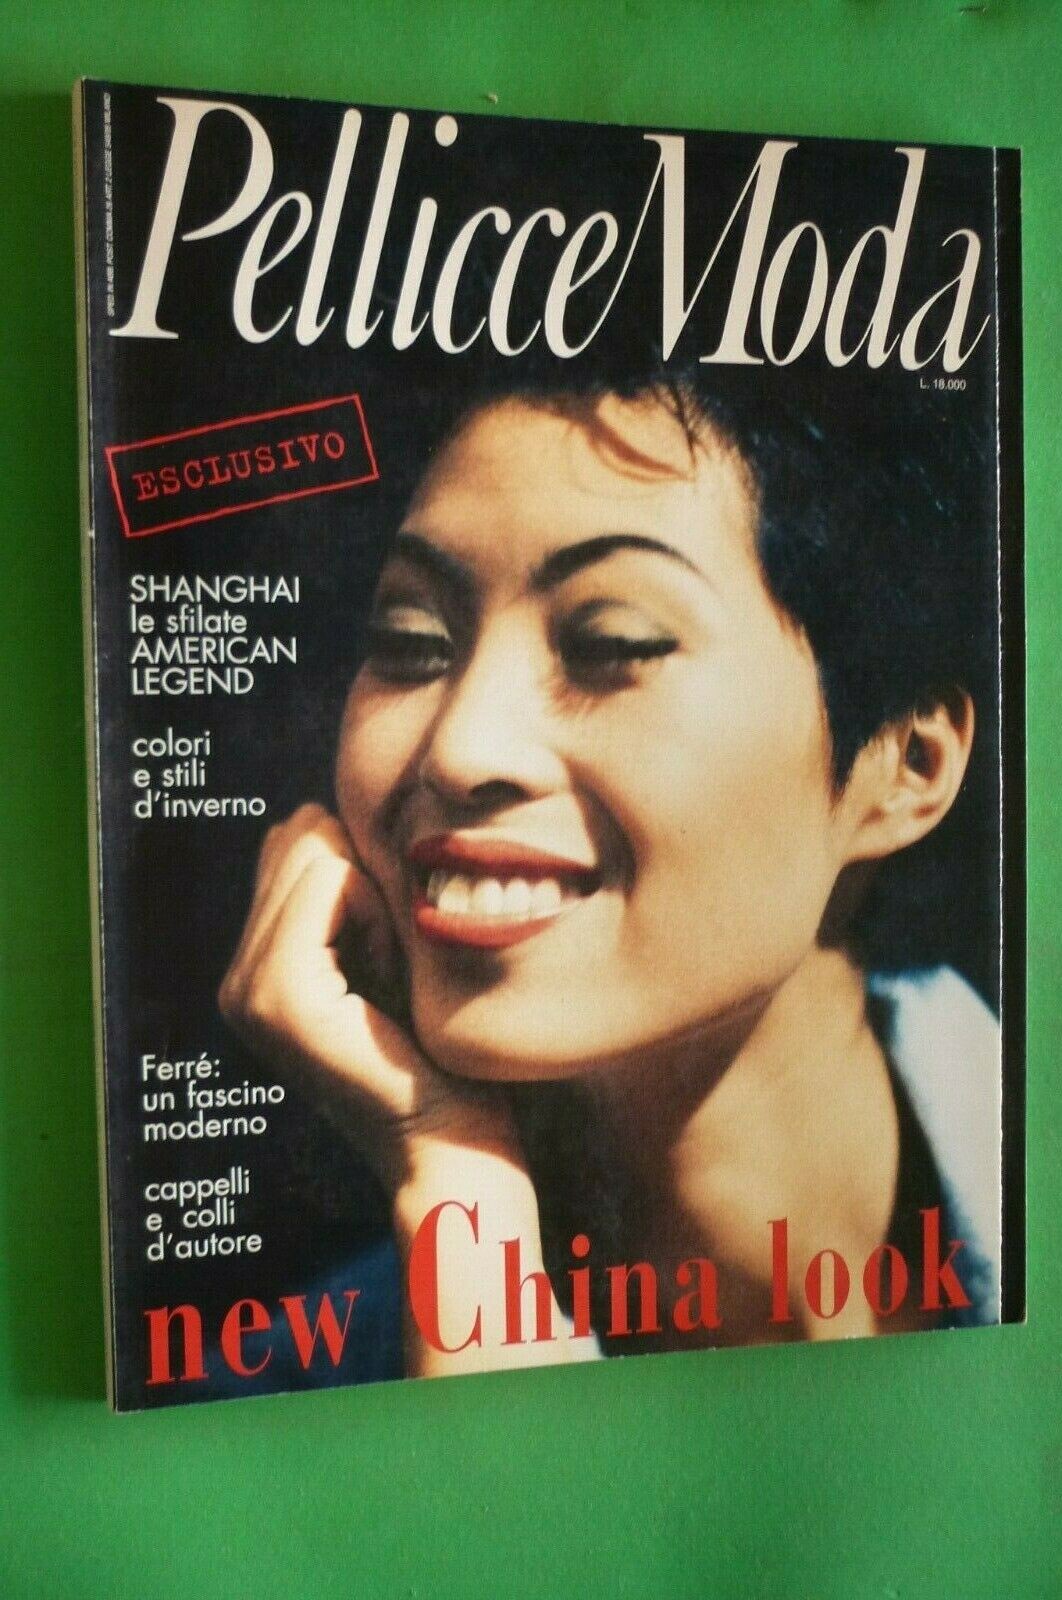 PellicceModa
L. 18.000
ESCLUSIVO
SHANGHAI
le sfilate
AMERICAN
LEGEND
colori
e stili
d'inverno
Ferré:
un fascino
moderno
cappelli
e colli
d'autore
new China look